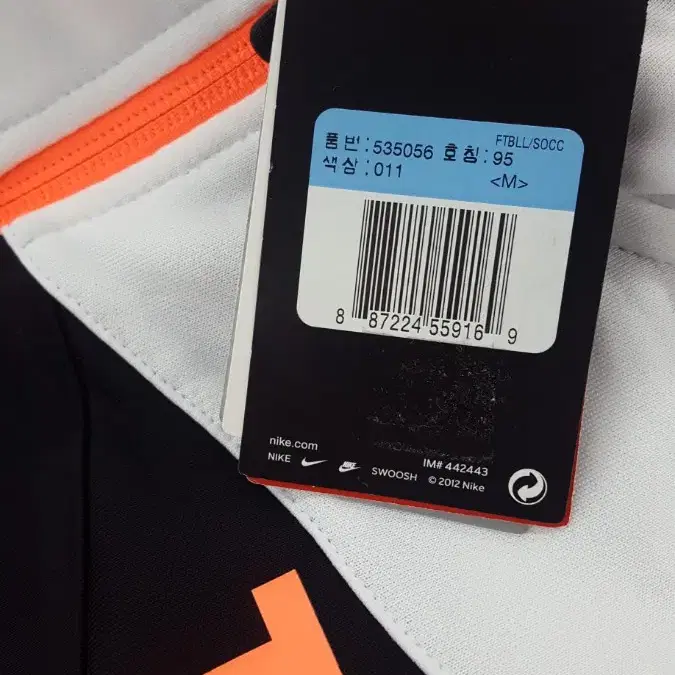 FTBLL/SOCC
품 번 : 535056 호 칭 : 95
색 상 : 011 <M>
8 87224 55916 9
nike.com
NIKE SWOOSH
IM# 442443
© 2012 Nike